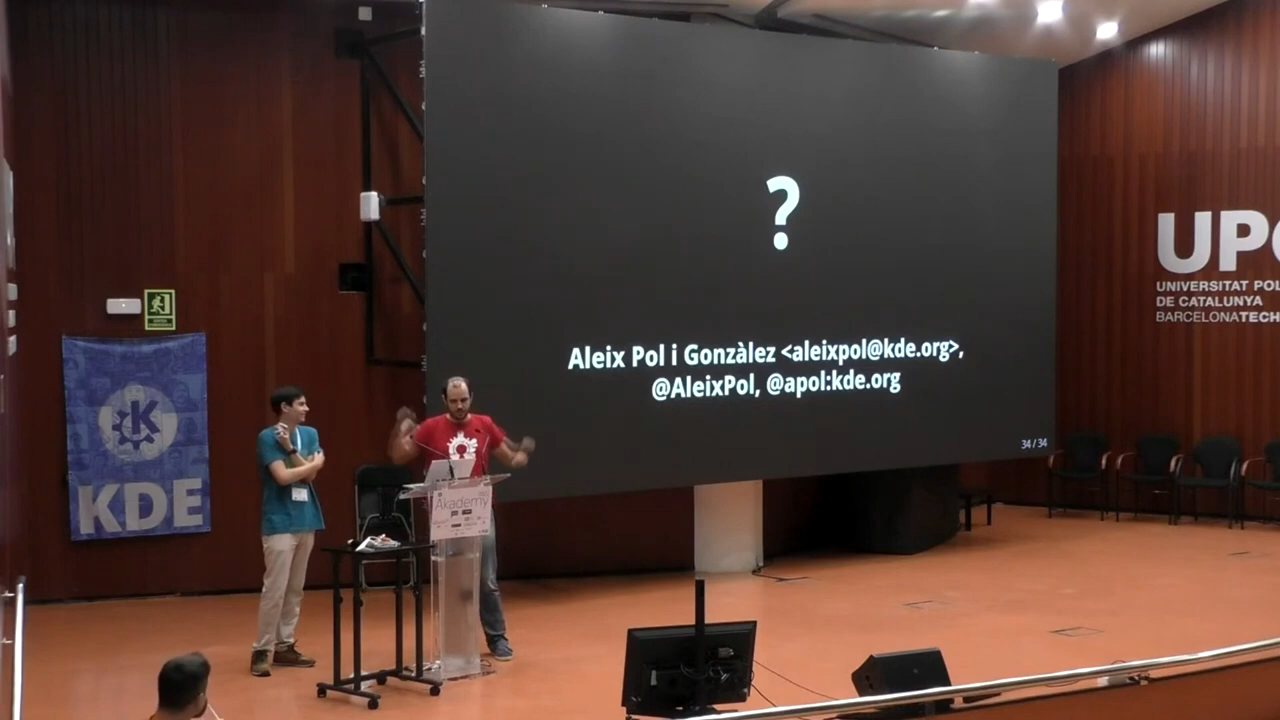 ?
Aleix Pol i Gonzàlez <aleixpol@kde.org>,
@AleixPol, @apol:kde.org
34 / 34
UPC
UNIVERSITAT POL
DE CATALUNYA
BARCELONATECH
K
KDE
Akademy